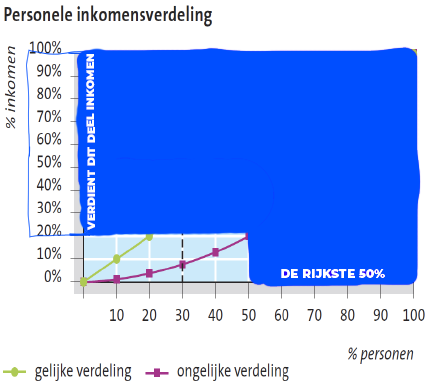 Personele inkomensverdeling
% inkomen
100%
90%
80%
70%
60%
50%
40%
30%
20%
10%
0%
VERDIENT DIT DEEL INKOMEN
DE RIJKSTE 50%
0 10 20 30 40 50 60 70 80 90 100
% personen
gelijke verdeling ongelijke verdeling